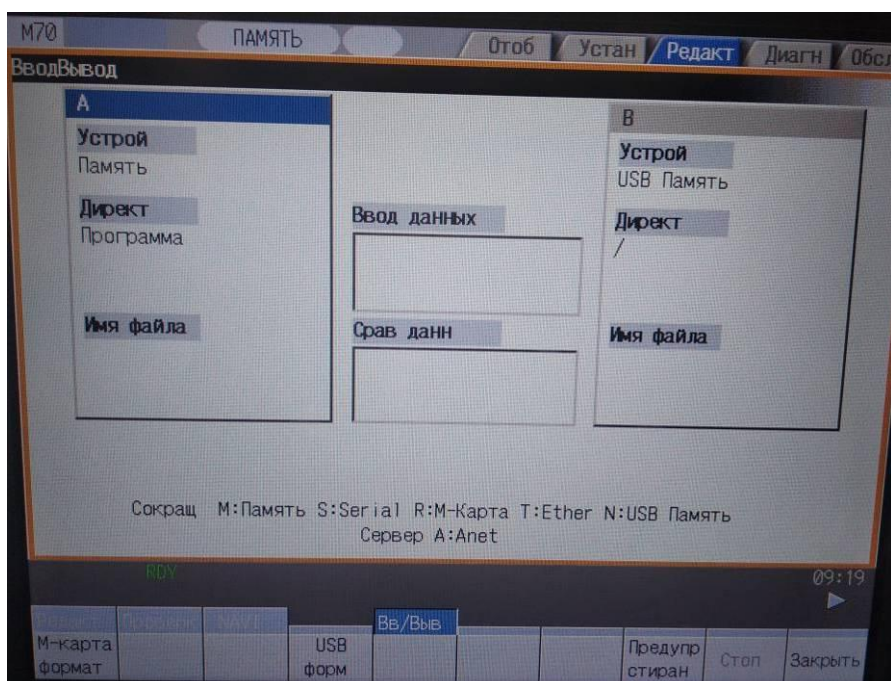 M70 ПАМЯТЬ Отоб Устан Редакт Диагн Обсл
ВводВывод
A
Устрой
Память
Директ
Программа
Имя файла
Ввод данных
Срав данн
B
Устрой
USB Память
Директ
/
Имя файла
Сокращ M:Память S:Serial R:M-Карта T:Ether N:USB Память
Сервер A:Anet
RDY
09:19
Редакт NAVI Вв/Выв
М-карта формат
USB форм
Предупр стиран
Стоп
Закрыть